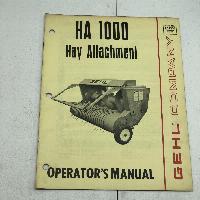 HA 1000
Hay Attachment
GEHL COMPANY
OPERATOR'S MANUAL